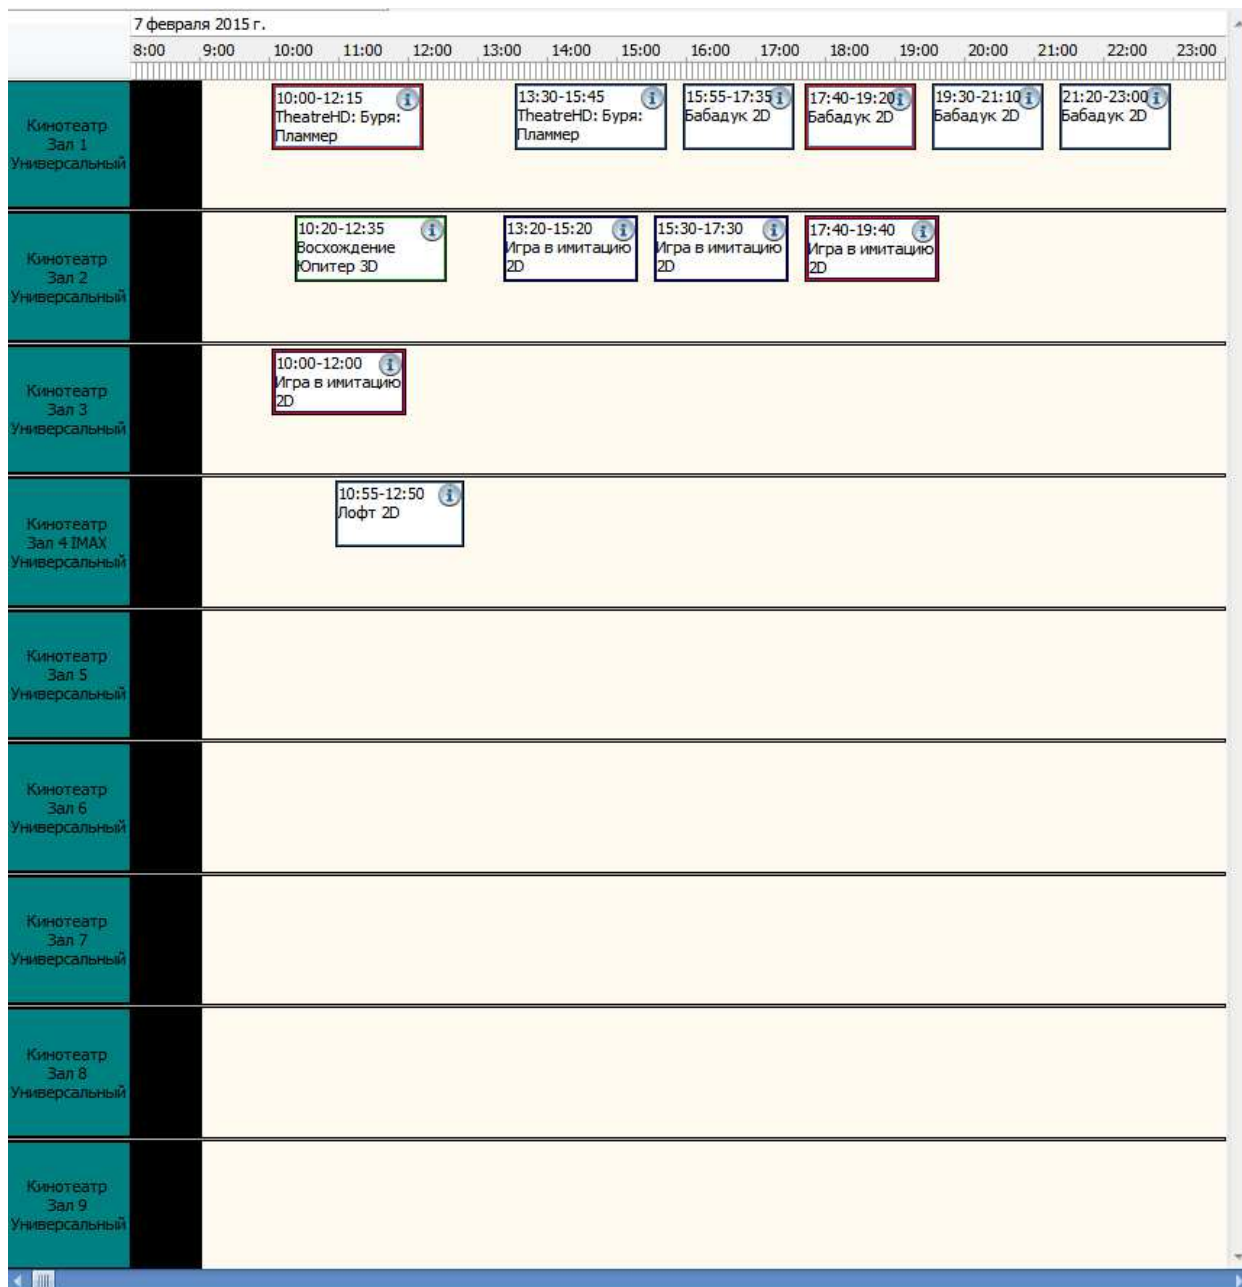 7 февраля 2015 г.
8:00 9:00 10:00 11:00 12:00 13:00 14:00 15:00 16:00 17:00 18:00 19:00 20:00 21:00 22:00 23:00
Кинотеатр
Зал 1
Универсальный
10:00-12:15
TheatreHD: Буря:
Пламмер
13:30-15:45
TheatreHD: Буря:
Пламмер
15:55-17:35
Бабадук 2D
17:40-19:20
Бабадук 2D
19:30-21:10
Бабадук 2D
21:20-23:00
Бабадук 2D
Кинотеатр
Зал 2
Универсальный
10:20-12:35
Восхождение
Юпитер 3D
13:20-15:20
Игра в имитацию
2D
15:30-17:30
Игра в имитацию
2D
17:40-19:40
Игра в имитацию
2D
Кинотеатр
Зал 3
Универсальный
10:00-12:00
Игра в имитацию
2D
Кинотеатр
Зал 4 IMAX
Универсальный
10:55-12:50
Лофт 2D
Кинотеатр
Зал 5
Универсальный
Кинотеатр
Зал 6
Универсальный
Кинотеатр
Зал 7
Универсальный
Кинотеатр
Зал 8
Универсальный
Кинотеатр
Зал 9
Универсальный